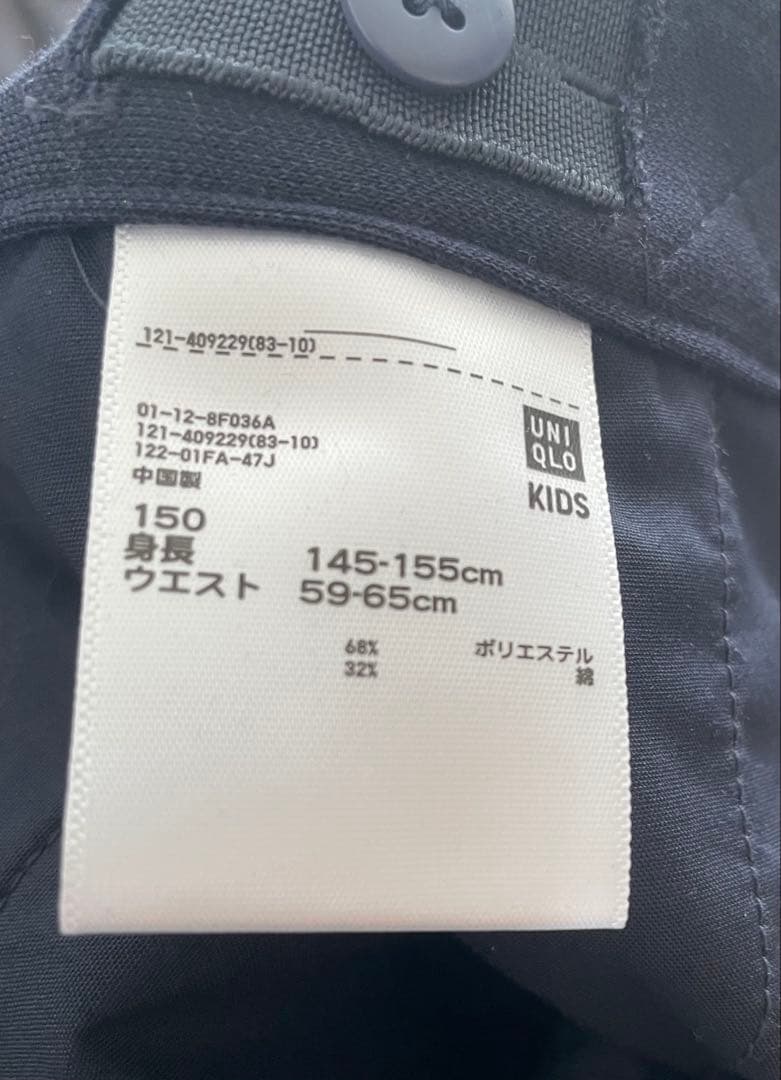 121-409229(83-10)
01-12-8F036A
121-409229(83-10)
122-01FA-47J
中国製
UNI
QLO
KIDS
150
身長 145-155cm
ウエスト 59-65cm
68% ポリエステル
32% 綿